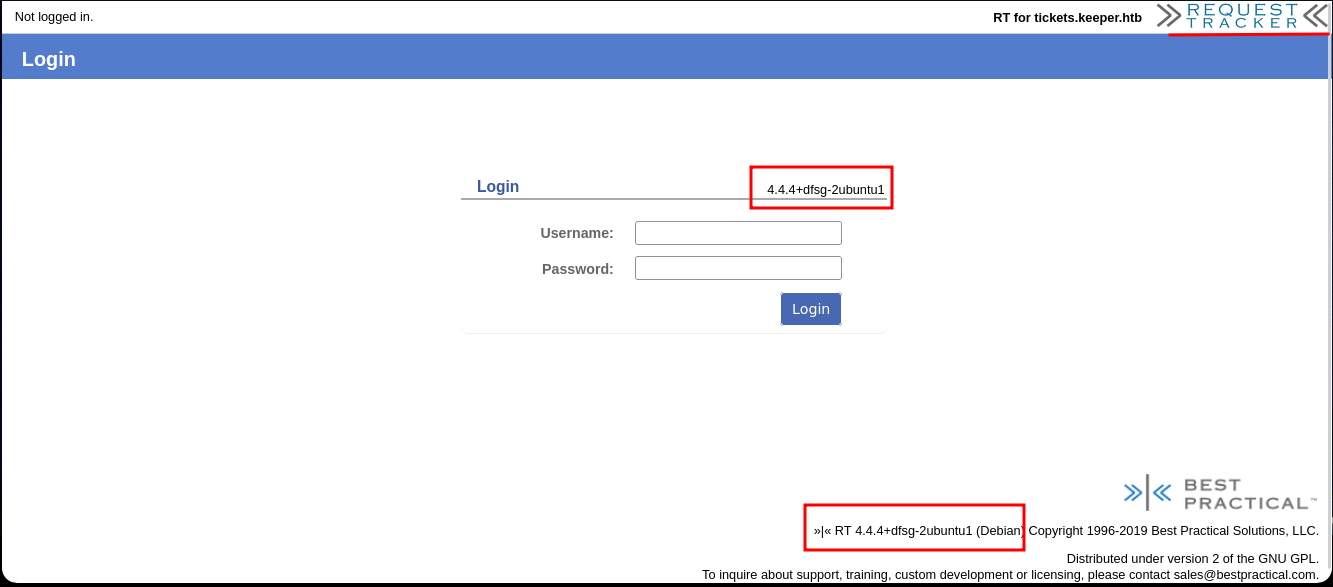 Not logged in.
RT for tickets.keeper.htb
REQUEST
TRACKER
Login
Login
4.4.4+dfsg-2ubuntu1
Username:
Password:
Login
BEST
PRACTICAL™
»|« RT 4.4.4+dfsg-2ubuntu1 (Debian) Copyright 1996-2019 Best Practical Solutions, LLC.
Distributed under version 2 of the GNU GPL.
To inquire about support, training, custom development or licensing, please contact sales@bestpractical.com.